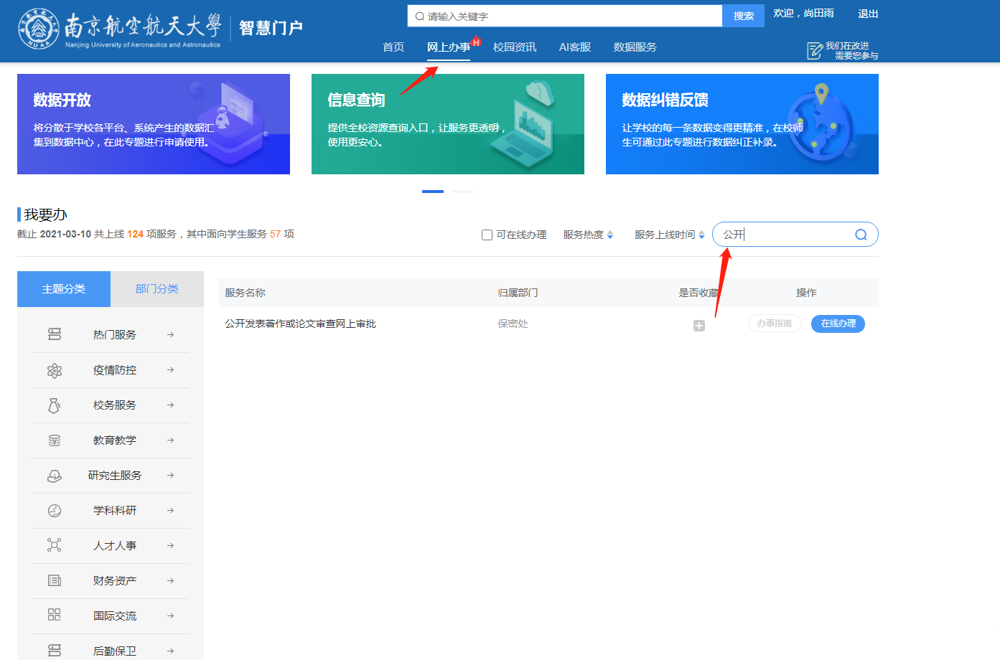 南京航空航天大學
Nanjing University of Aeronautics and Astronautics
NUAA
智慧门户
请输入关键字
搜索
欢迎，尚田雨
退出
首页
网上办事
H
校园资讯
AI客服
数据服务
我们在改进
需要您参与
数据开放
将分散于学校各平台、系统产生的数据汇
集到数据中心，在此专题进行申请使用。
信息查询
提供全校资源查询入口，让服务更透明，
使用更安心。
数据纠错反馈
让学校的每一条数据变得更精准，在校师
生可通过此专题进行数据纠正补录。
我要办
截止 2021-03-10 共上线 124 项服务，其中面向学生服务 57 项
可在线办理
服务热度
服务上线时间
公开
主题分类
部门分类
服务名称
归属部门
是否收藏
操作
公开发表著作或论文审查网上审批
保密处
办事指南
在线办理
热门服务
疫情防控
校务服务
教育教学
研究生服务
学科科研
人才人事
财务资产
国际交流
后勤保卫